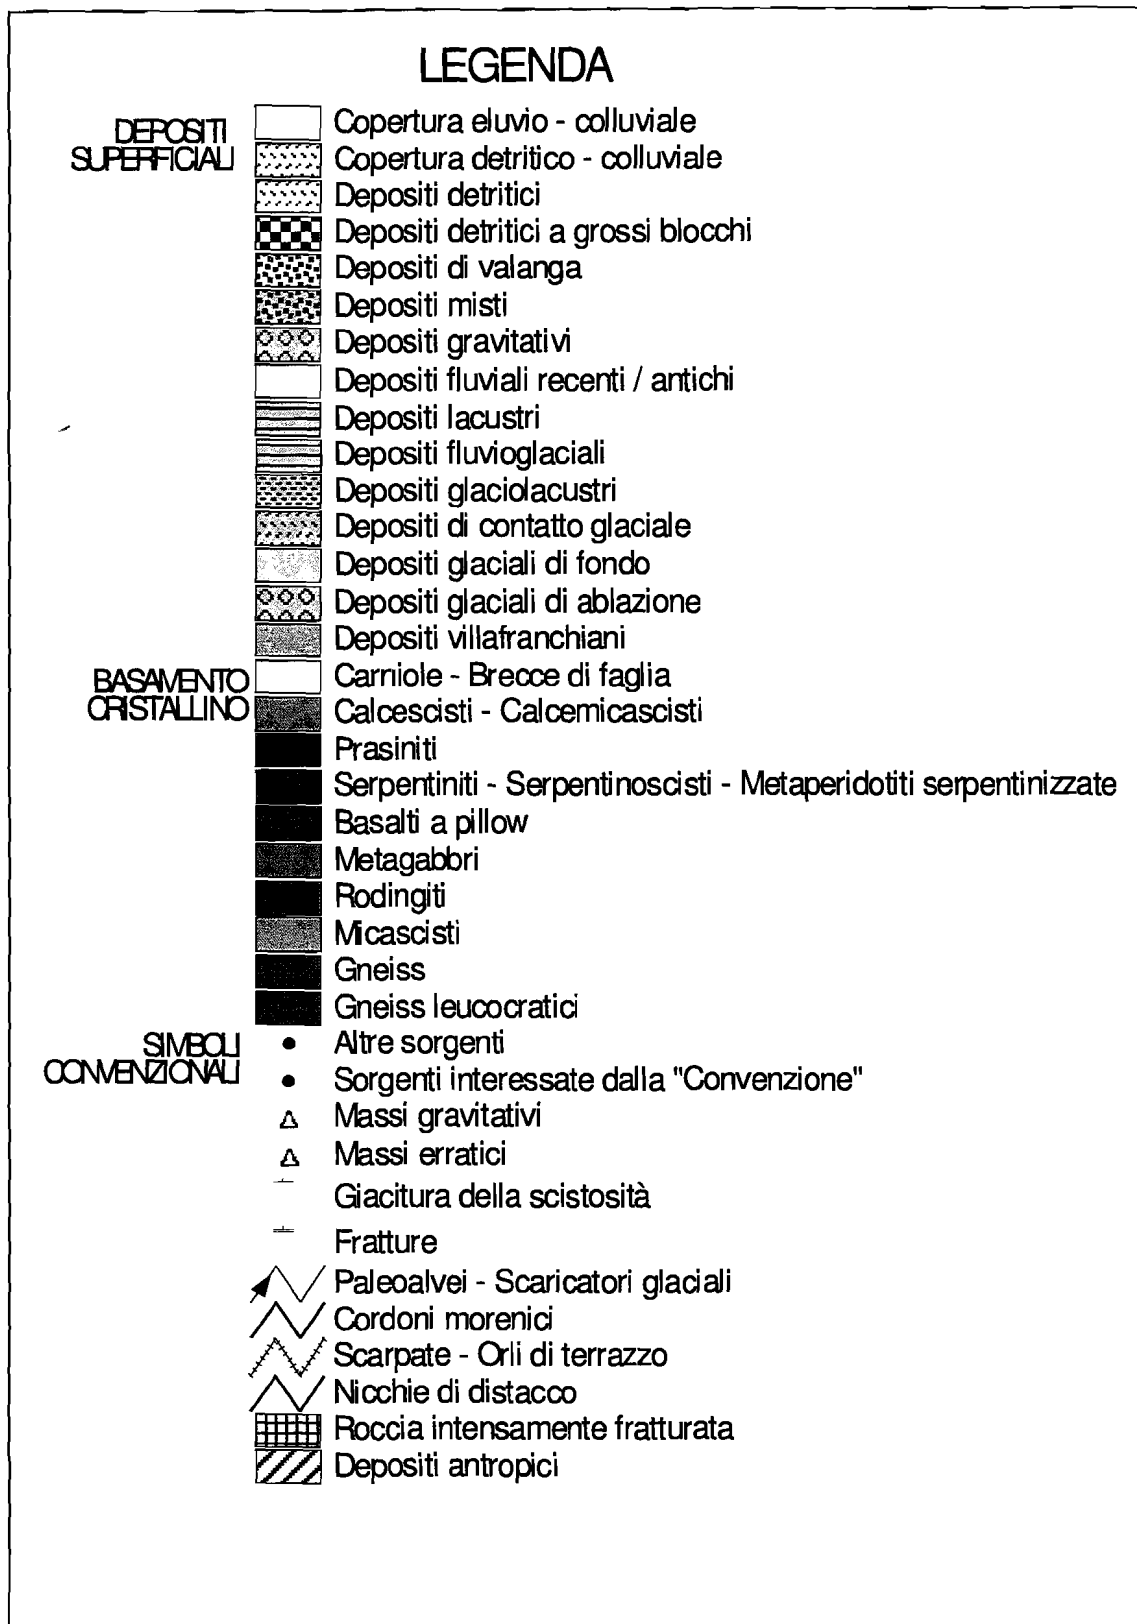 LEGENDA
DEPOSITI
SUPERFICIALI
Copertura eluvio - colluviale
Copertura detritico - colluviale
Depositi detritici
Depositi detritici a grossi blocchi
Depositi di valanga
Depositi misti
Depositi gravitativi
Depositi fluviali recenti / antichi
Depositi lacustri
Depositi fluvioglaciali
Depositi glaciolacustri
Depositi di contatto glaciale
Depositi glaciali di fondo
Depositi glaciali di ablazione
Depositi villafranchiani
BASAMENTO
CRISTALLINO
Carniole - Brecce di faglia
Calcescisti - Calcemicascisti
Prasiniti
Serpentiniti - Serpentinoscisti - Metaperidotiti serpentinizzate
Basalti a pillow
Metagabbri
Rodingiti
Micascisti
Gneiss
Gneiss leucocratici
SIMBOLI
CONVENZIONALI
Altre sorgenti
Sorgenti interessate dalla "Convenzione"
Massi gravitativi
Massi erratici
Giacitura della scistosità
Fratture
Paleoalvei - Scaricatori glaciali
Cordoni morenici
Scarpate - Orli di terrazzo
Nicchie di distacco
Roccia intensamente fratturata
Depositi antropici